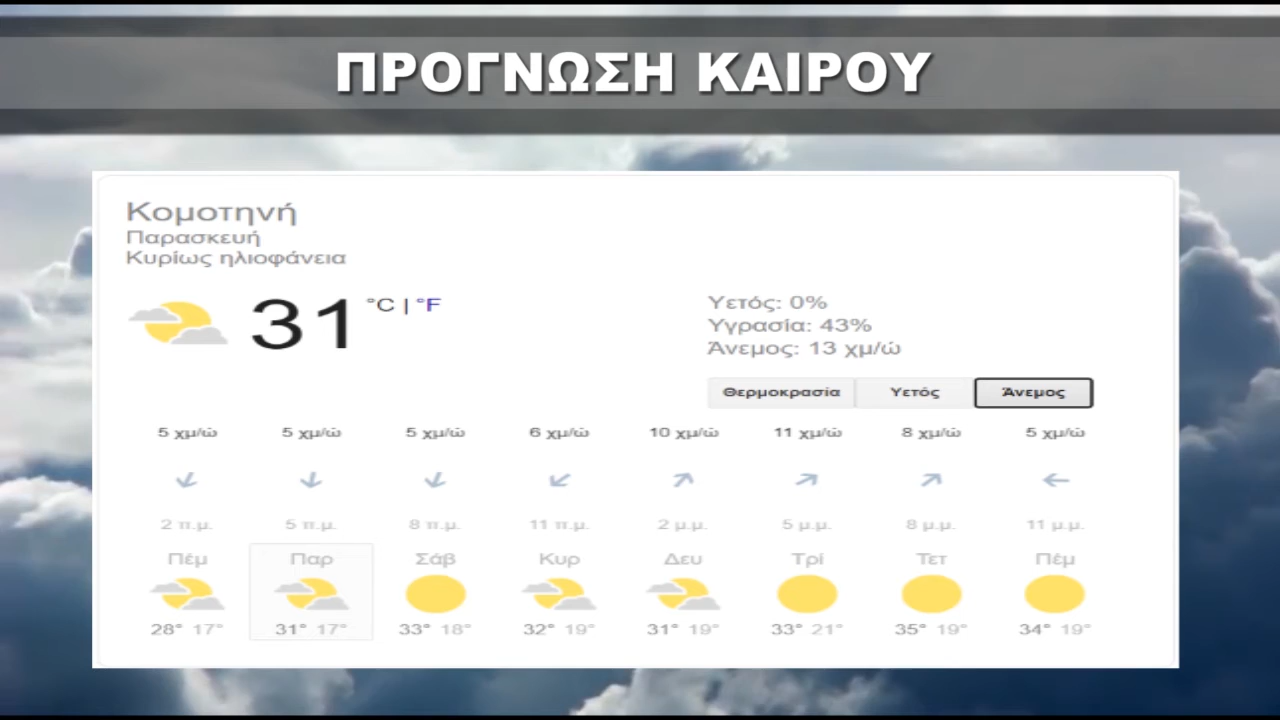 ΠΡΟΓΝΩΣΗ ΚΑΙΡΟΥ
Κομοτηνή
Παρασκευή
Κυρίως ηλιοφάνεια
31 °C | °F
Υετός: 0%
Υγρασία: 43%
Άνεμος: 13 χμ/ώ
Θερμοκρασία Υετός Άνεμος
5 χμ/ώ 5 χμ/ώ 5 χμ/ώ 6 χμ/ώ 10 χμ/ώ 11 χμ/ώ 8 χμ/ώ 5 χμ/ώ
2 π.μ. 5 π.μ. 8 π.μ. 11 π.μ. 2 μ.μ. 5 μ.μ. 8 μ.μ. 11 μ.μ.
Πέμ Παρ Σάβ Κυρ Δευ Τρί Τετ Πέμ
28° 17° 31° 17° 33° 18° 32° 19° 31° 19° 33° 21° 35° 19° 34° 19°